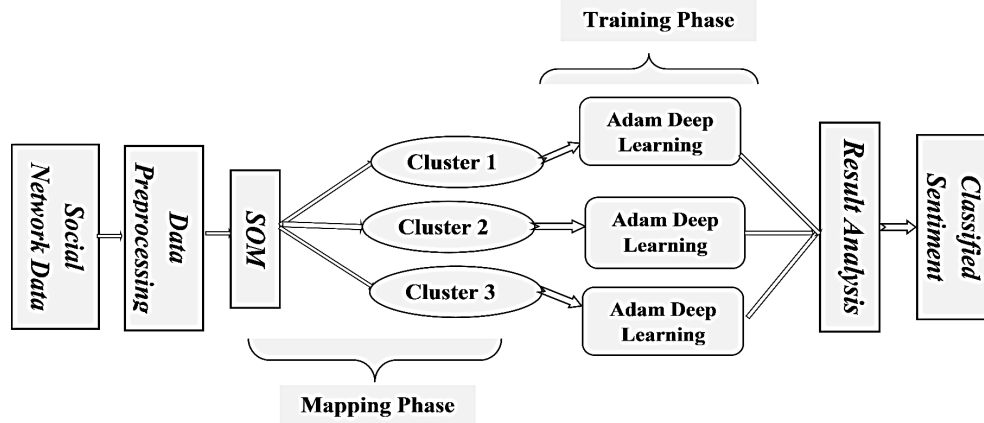 Training Phase
Social
Network Data
Data
Preprocessing
SOM
Cluster 1
Cluster 2
Cluster 3
Adam Deep
Learning
Adam Deep
Learning
Adam Deep
Learning
Result Analysis
Classified
Sentiment
Mapping Phase